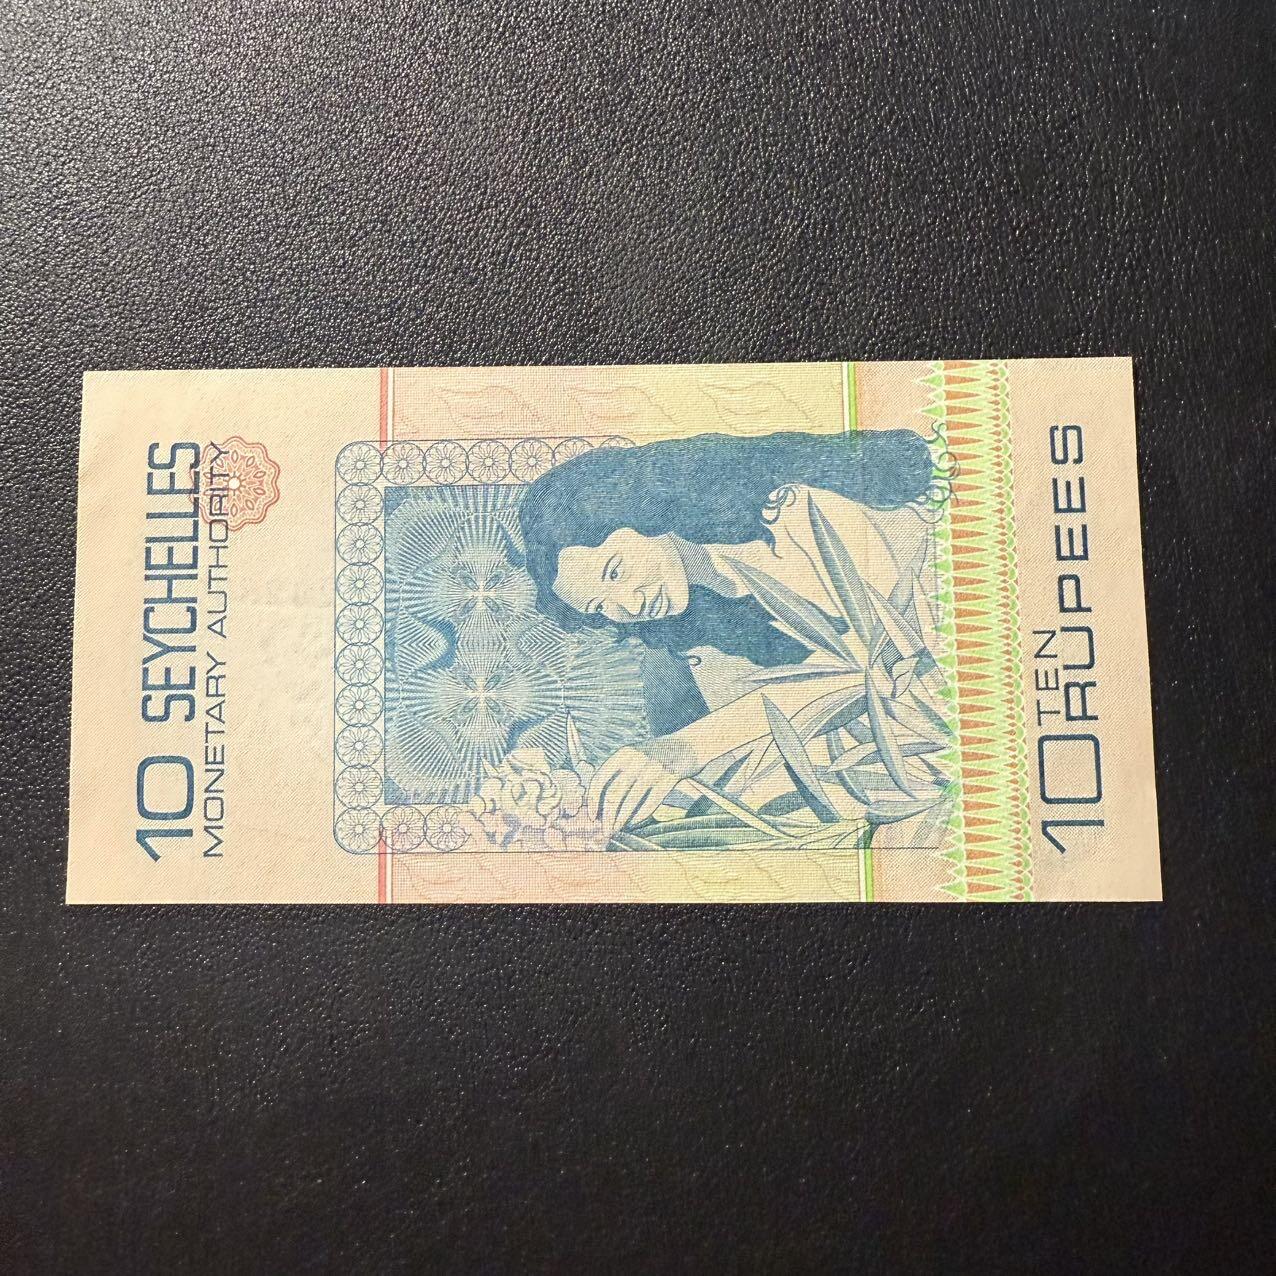 10 SEYCHELLES
MONETARY AUTHORITY
10 TEN
RUPEES